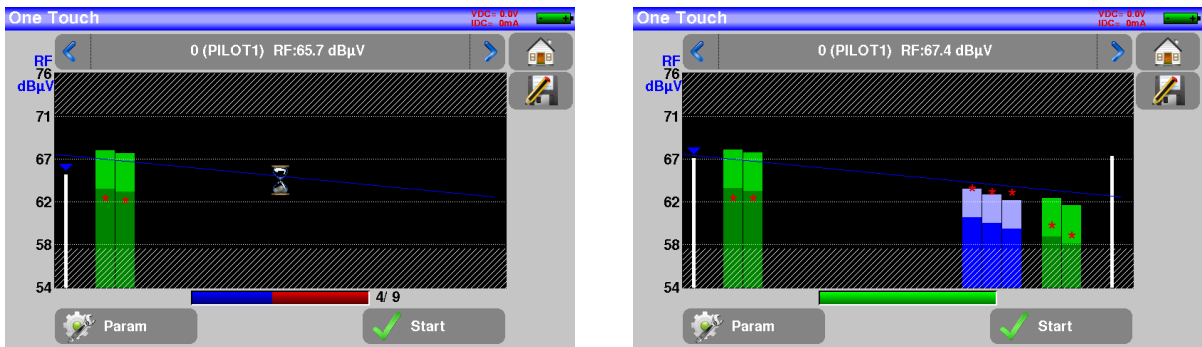 One Touch
VDC= 0.0V
IDC= 0mA
- +
0 (PILOT1) RF:65.7 dBµV
RF
76
dBµV
71
67
62
58
54
4/ 9
Param
Start
One Touch
VDC= 0.0V
IDC= 0mA
- +
0 (PILOT1) RF:67.4 dBµV
RF
76
dBµV
71
67
62
58
54
Param
Start